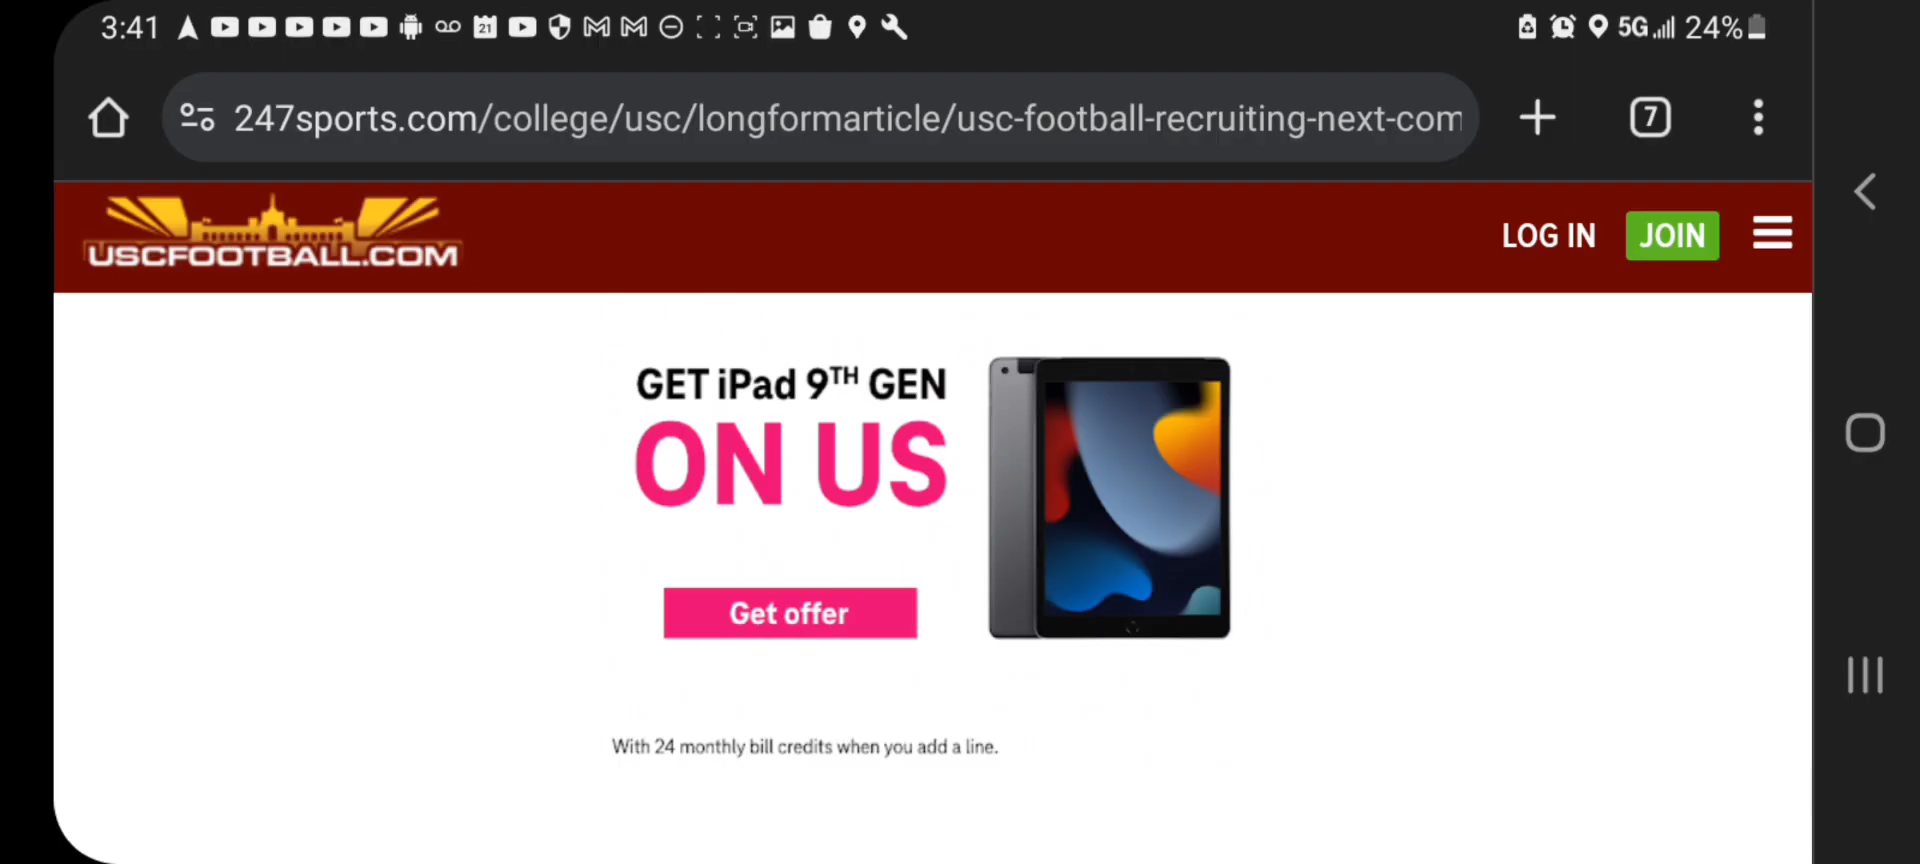 3:41
21
5G
24%
247sports.com/college/usc/longformarticle/usc-football-recruiting-next-com
7
USCFOOTBALL.COM
LOG IN
JOIN
GET iPad 9TH GEN
ON US
Get offer
With 24 monthly bill credits when you add a line.